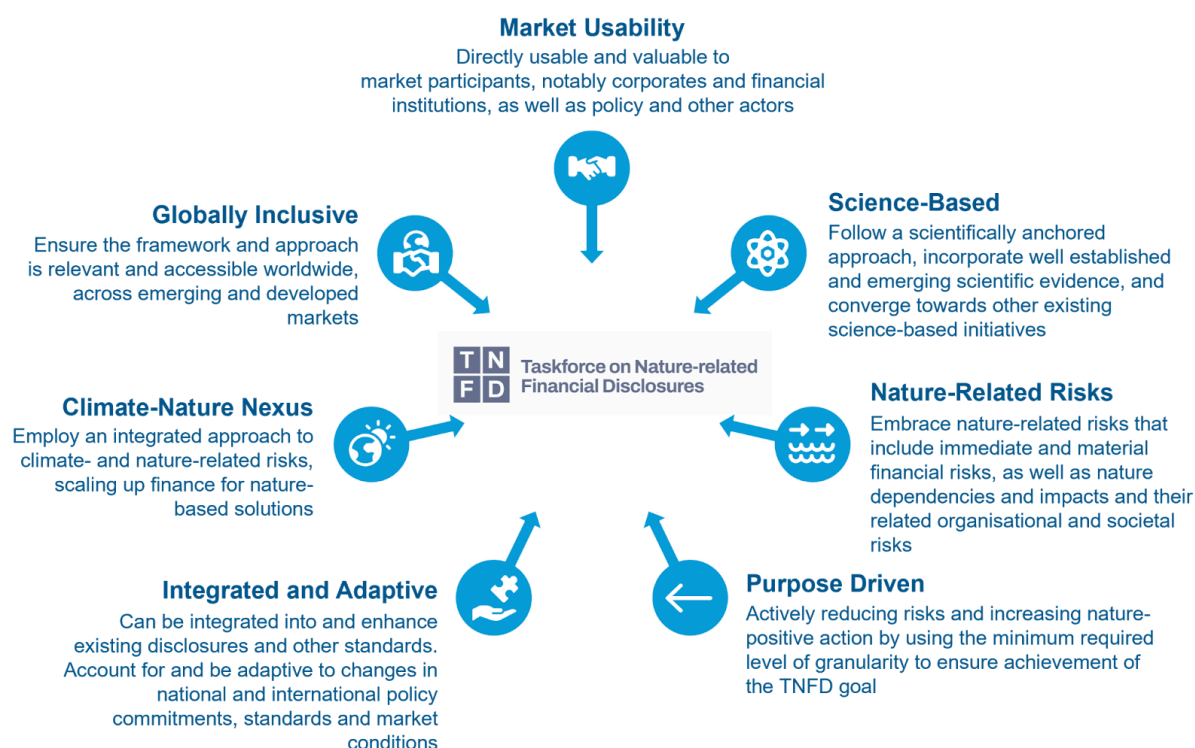 Market Usability
Directly usable and valuable to
market participants, notably corporates and financial
institutions, as well as policy and other actors
Globally Inclusive
Ensure the framework and approach
is relevant and accessible worldwide,
across emerging and developed
markets
Science-Based
Follow a scientifically anchored
approach, incorporate well established
and emerging scientific evidence, and
converge towards other existing
science-based initiatives
TN
FD
Taskforce on Nature-related
Financial Disclosures
Climate-Nature Nexus
Employ an integrated approach to
climate- and nature-related risks,
scaling up finance for nature-
based solutions
Nature-Related Risks
Embrace nature-related risks that
include immediate and material
financial risks, as well as nature
dependencies and impacts and their
related organisational and societal
risks
Integrated and Adaptive
Can be integrated into and enhance
existing disclosures and other standards.
Account for and be adaptive to changes in
national and international policy
commitments, standards and market
conditions
Purpose Driven
Actively reducing risks and increasing nature-
positive action by using the minimum required
level of granularity to ensure achievement of
the TNFD goal